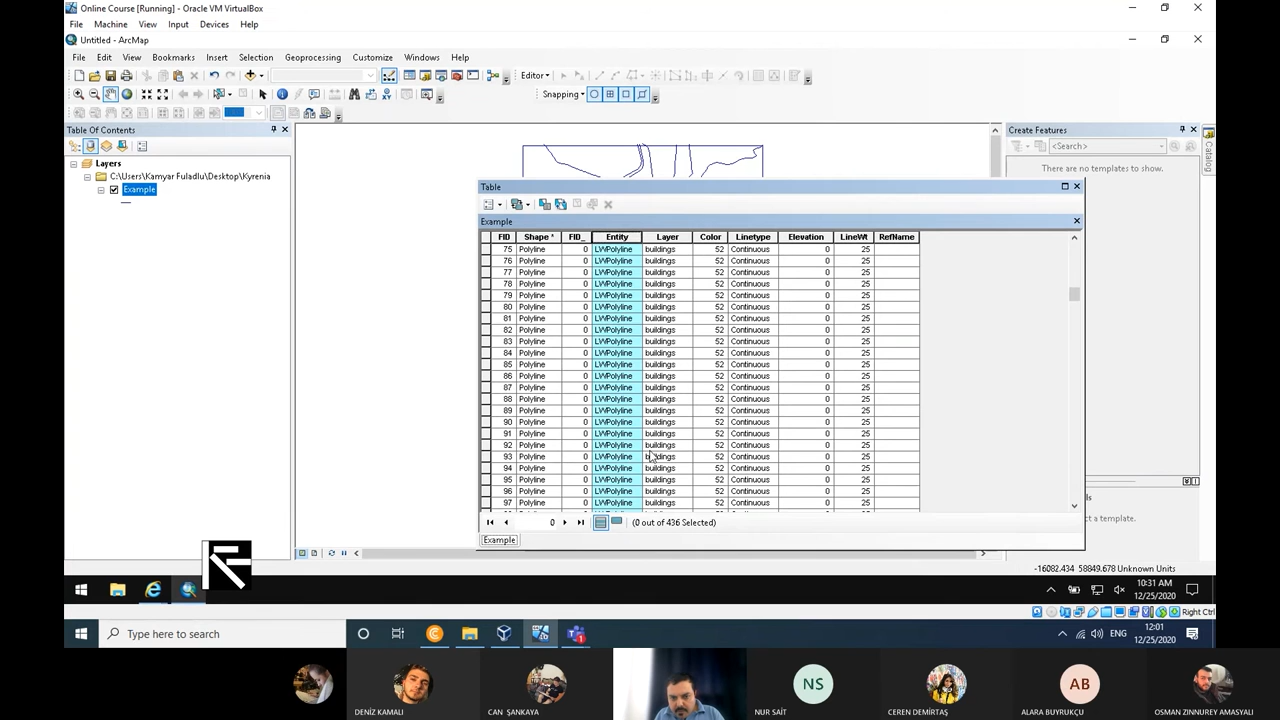 Online Course [Running] - Oracle VM VirtualBox
File Machine View Input Devices Help
Untitled - ArcMap
File Edit View Bookmarks Insert Selection Geoprocessing Customize Windows Help
Editor
Snapping
Table Of Contents
Layers
C:\Users\Kamyar Fuladlu\Desktop\Kyrenia
Example
Create Features
<Search>
There are no templates to show.
Catalog
Table
Example
FID Shape * FID_ Entity Layer Color Linetype Elevation LineWt RefName
75 Polyline 0 LWPolyline buildings 52 Continuous 0 25
76 Polyline 0 LWPolyline buildings 52 Continuous 0 25
77 Polyline 0 LWPolyline buildings 52 Continuous 0 25
78 Polyline 0 LWPolyline buildings 52 Continuous 0 25
79 Polyline 0 LWPolyline buildings 52 Continuous 0 25
80 Polyline 0 LWPolyline buildings 52 Continuous 0 25
81 Polyline 0 LWPolyline buildings 52 Continuous 0 25
82 Polyline 0 LWPolyline buildings 52 Continuous 0 25
83 Polyline 0 LWPolyline buildings 52 Continuous 0 25
84 Polyline 0 LWPolyline buildings 52 Continuous 0 25
85 Polyline 0 LWPolyline buildings 52 Continuous 0 25
86 Polyline 0 LWPolyline buildings 52 Continuous 0 25
87 Polyline 0 LWPolyline buildings 52 Continuous 0 25
88 Polyline 0 LWPolyline buildings 52 Continuous 0 25
89 Polyline 0 LWPolyline buildings 52 Continuous 0 25
90 Polyline 0 LWPolyline buildings 52 Continuous 0 25
91 Polyline 0 LWPolyline buildings 52 Continuous 0 25
92 Polyline 0 LWPolyline buildings 52 Continuous 0 25
93 Polyline 0 LWPolyline buildings 52 Continuous 0 25
94 Polyline 0 LWPolyline buildings 52 Continuous 0 25
95 Polyline 0 LWPolyline buildings 52 Continuous 0 25
96 Polyline 0 LWPolyline buildings 52 Continuous 0 25
97 Polyline 0 LWPolyline buildings 52 Continuous 0 25
0 (0 out of 436 Selected)
Example
ct a template.
-16082.434 58849.678 Unknown Units
10:31 AM
12/25/2020
Right Ctrl
Type here to search
ENG
12:01
12/25/2020
NS
AB
DENİZ KAMALI
CAN ŞANKAYA
NUR SAİT
CEREN DEMİRTAŞ
ALARA BUYRUKÇU
OSMAN ZINNUREY AMASYALI